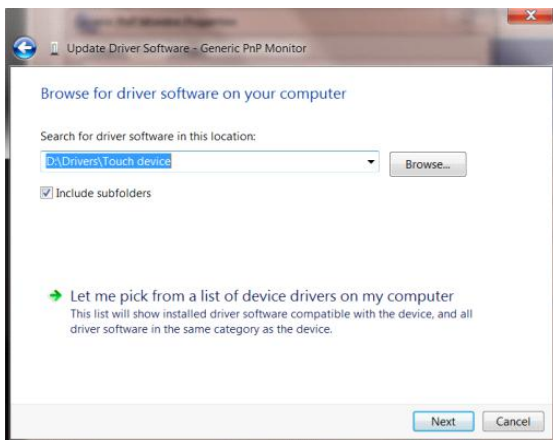 Update Driver Software - Generic PnP Monitor
Browse for driver software on your computer
Search for driver software in this location:
D:\Drivers\Touch device
Browse...
Include subfolders
Let me pick from a list of device drivers on my computer
This list will show installed driver software compatible with the device, and all
driver software in the same category as the device.
Next
Cancel